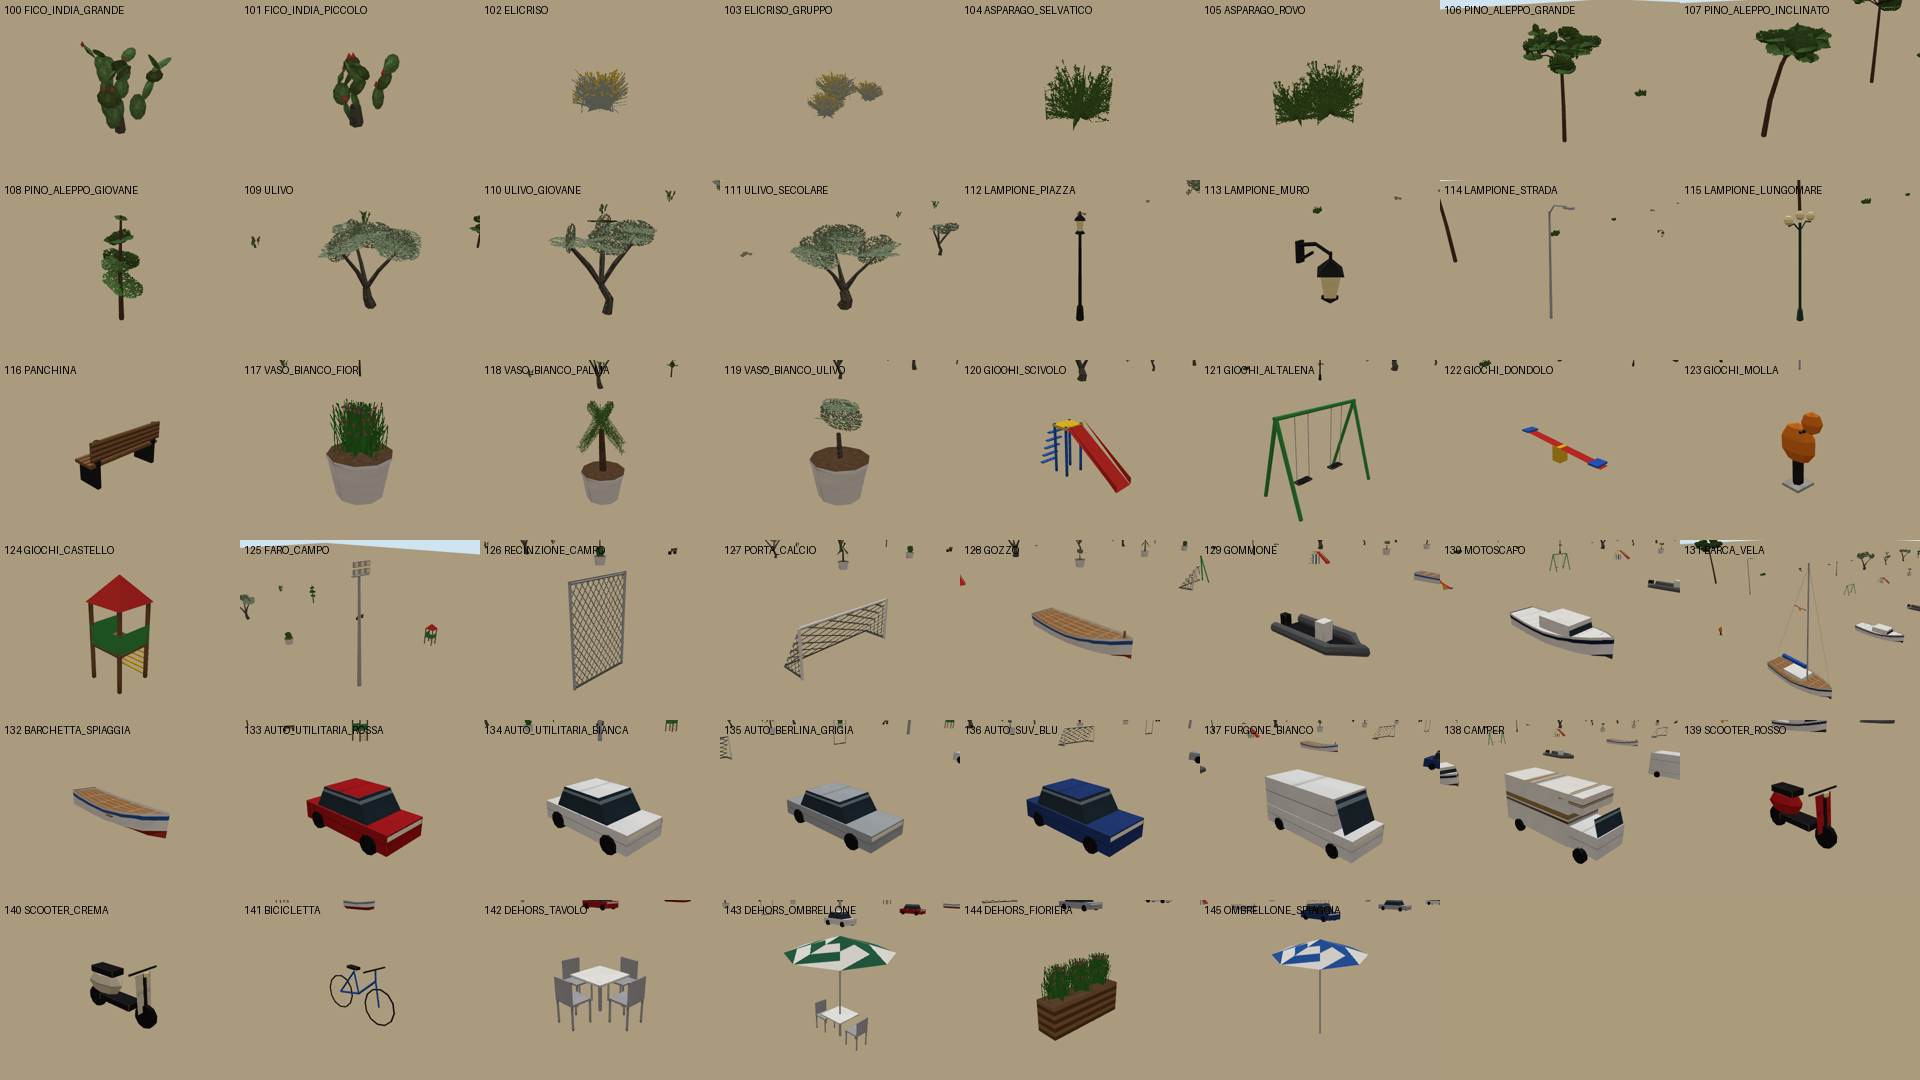 100 FICO_INDIA_GRANDE
101 FICO_INDIA_PICCOLO
102 ELICRISO
103 ELICRISO_GRUPPO
104 ASPARAGO_SELVATICO
105 ASPARAGO_ROVO
106 PINO_ALEPPO_GRANDE
107 PINO_ALEPPO_INCLINATO
108 PINO_ALEPPO_GIOVANE
109 ULIVO
110 ULIVO_GIOVANE
111 ULIVO_SECOLARE
112 LAMPIONE_PIAZZA
113 LAMPIONE_MURO
114 LAMPIONE_STRADA
115 LAMPIONE_LUNGOMARE
116 PANCHINA
117 VASO_BIANCO_FIORI
118 VASO_BIANCO_PALMA
119 VASO_BIANCO_ULIVO
120 GIOCHI_SCIVOLO
121 GIOCHI_ALTALENA
122 GIOCHI_DONDOLO
123 GIOCHI_MOLLA
124 GIOCHI_CASTELLO
125 FARO_CAMPO
126 RECINZIONE_CAMPO
127 PORTA_CALCIO
128 GOZZO
129 GOMMONE
130 MOTOSCAFO
131 BARCA_VELA
132 BARCHETTA_SPIAGGIA
133 AUTO_UTILITARIA_ROSSA
134 AUTO_UTILITARIA_BIANCA
135 AUTO_BERLINA_GRIGIA
136 AUTO_SUV_BLU
137 FURGONE_BIANCO
138 CAMPER
139 SCOOTER_ROSSO
140 SCOOTER_CREMA
141 BICICLETTA
142 DEHORS_TAVOLO
143 DEHORS_OMBRELLONE
144 DEHORS_FIORIERA
145 OMBRELLONE_SPIAGGIA